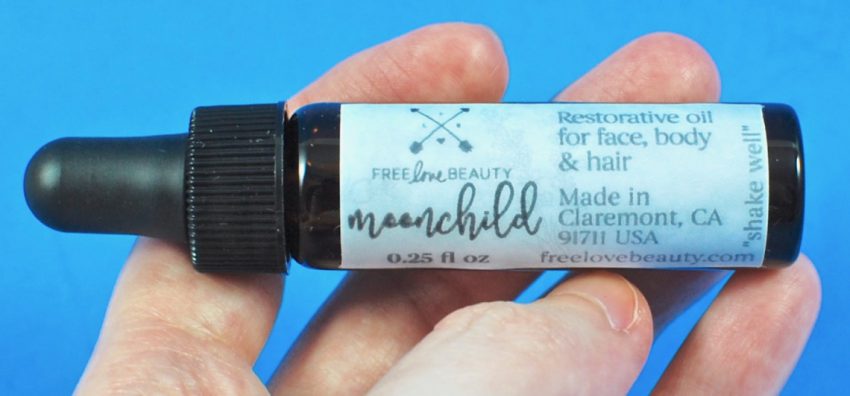 FREE love BEAUTY
moonchild
0.25 fl oz
Restorative oil
for face, body
& hair
Made in
Claremont, CA
91711 USA
freelovebeauty.com
"shake well"